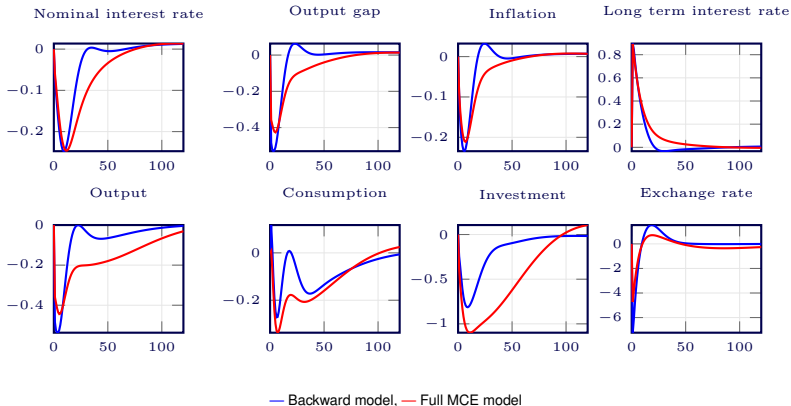 Nominal interest rate
Output gap
Inflation
Long term interest rate
0
−0.1
−0.2
0 50 100
0
−0.2
−0.4
0 50 100
0
−0.1
−0.2
0 50 100
0.8
0.6
0.4
0.2
0
0 50 100
Output
Consumption
Investment
Exchange rate
0
−0.2
−0.4
0 50 100
0
−0.2
0 50 100
0
−0.5
−1
0 50 100
0
−2
−4
−6
0 50 100
Backward model, Full MCE model